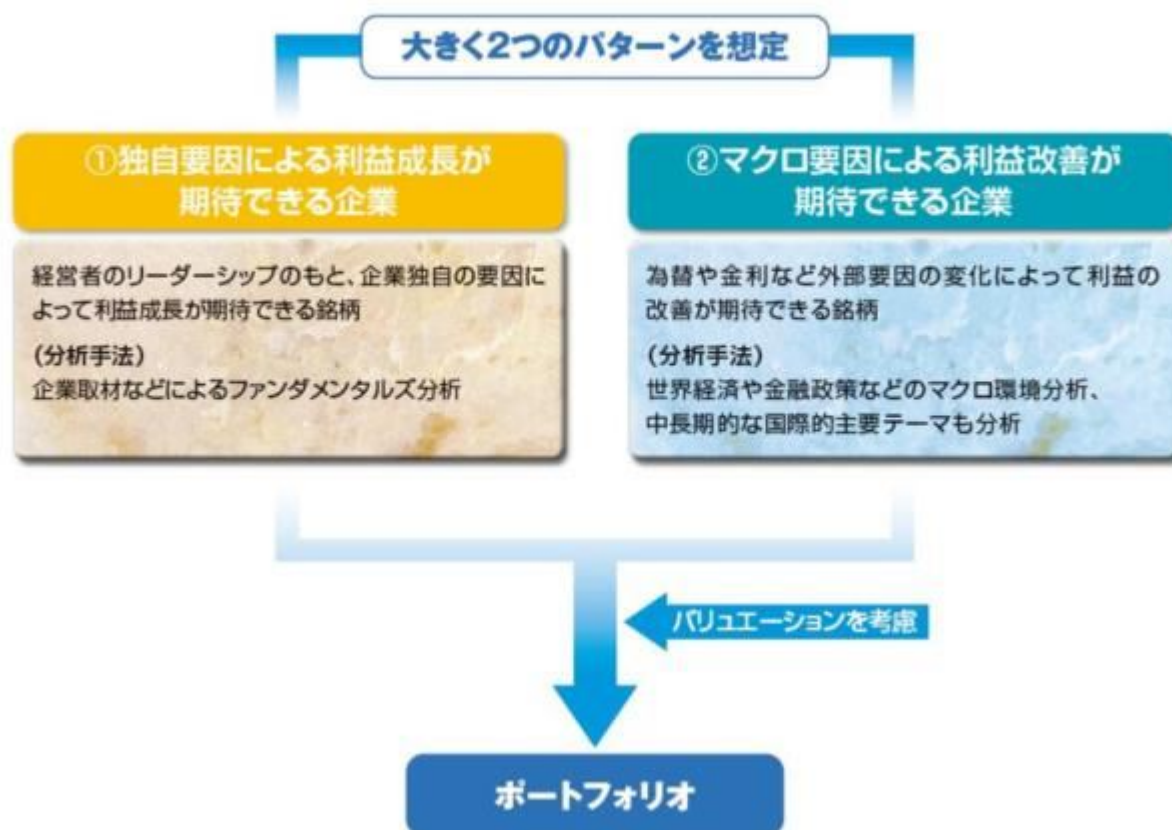 大きく2つのパターンを想定
①独自要因による利益成長が
期待できる企業
経営者のリーダーシップのもと、企業独自の要因に
よって利益成長が期待できる銘柄
(分析手法)
企業取材などによるファンダメンタルズ分析
②マクロ要因による利益改善が
期待できる企業
為替や金利など外部要因の変化によって利益の
改善が期待できる銘柄
(分析手法)
世界経済や金融政策などのマクロ環境分析、
中長期的な国際的主要テーマも分析
バリュエーションを考慮
ポートフォリオ